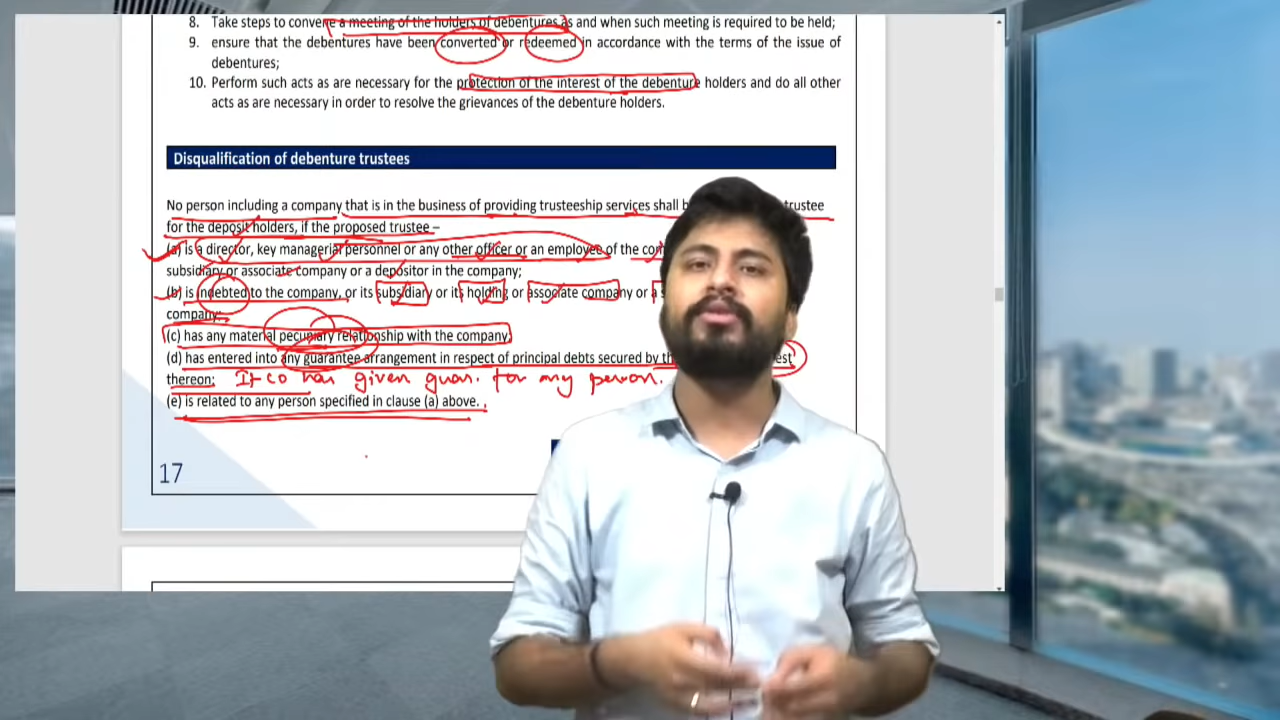 8. Take steps to convene a meeting of the holders of debentures as and when such meeting is required to be held;
9. ensure that the debentures have been converted or redeemed in accordance with the terms of the issue of
debentures;
10. Perform such acts as are necessary for the protection of the interest of the debenture holders and do all other
acts as are necessary in order to resolve the grievances of the debenture holders.
Disqualification of debenture trustees
No person including a company that is in the business of providing trusteeship services shall trustee
for the deposit holders, if the proposed trustee –
(a) is a director, key managerial personnel or any other officer or an employee of the
subsidiary or associate company or a depositor in the company;
(b) is indebted to the company, or its subsidiary or its holding or associate company or a
company;
(c) has any material pecuniary relationship with the company
(d) has entered into any guarantee arrangement in respect of principal debts secured by
thereon;
If co has given guar. for any person.
(e) is related to any person specified in clause (a) above.
17